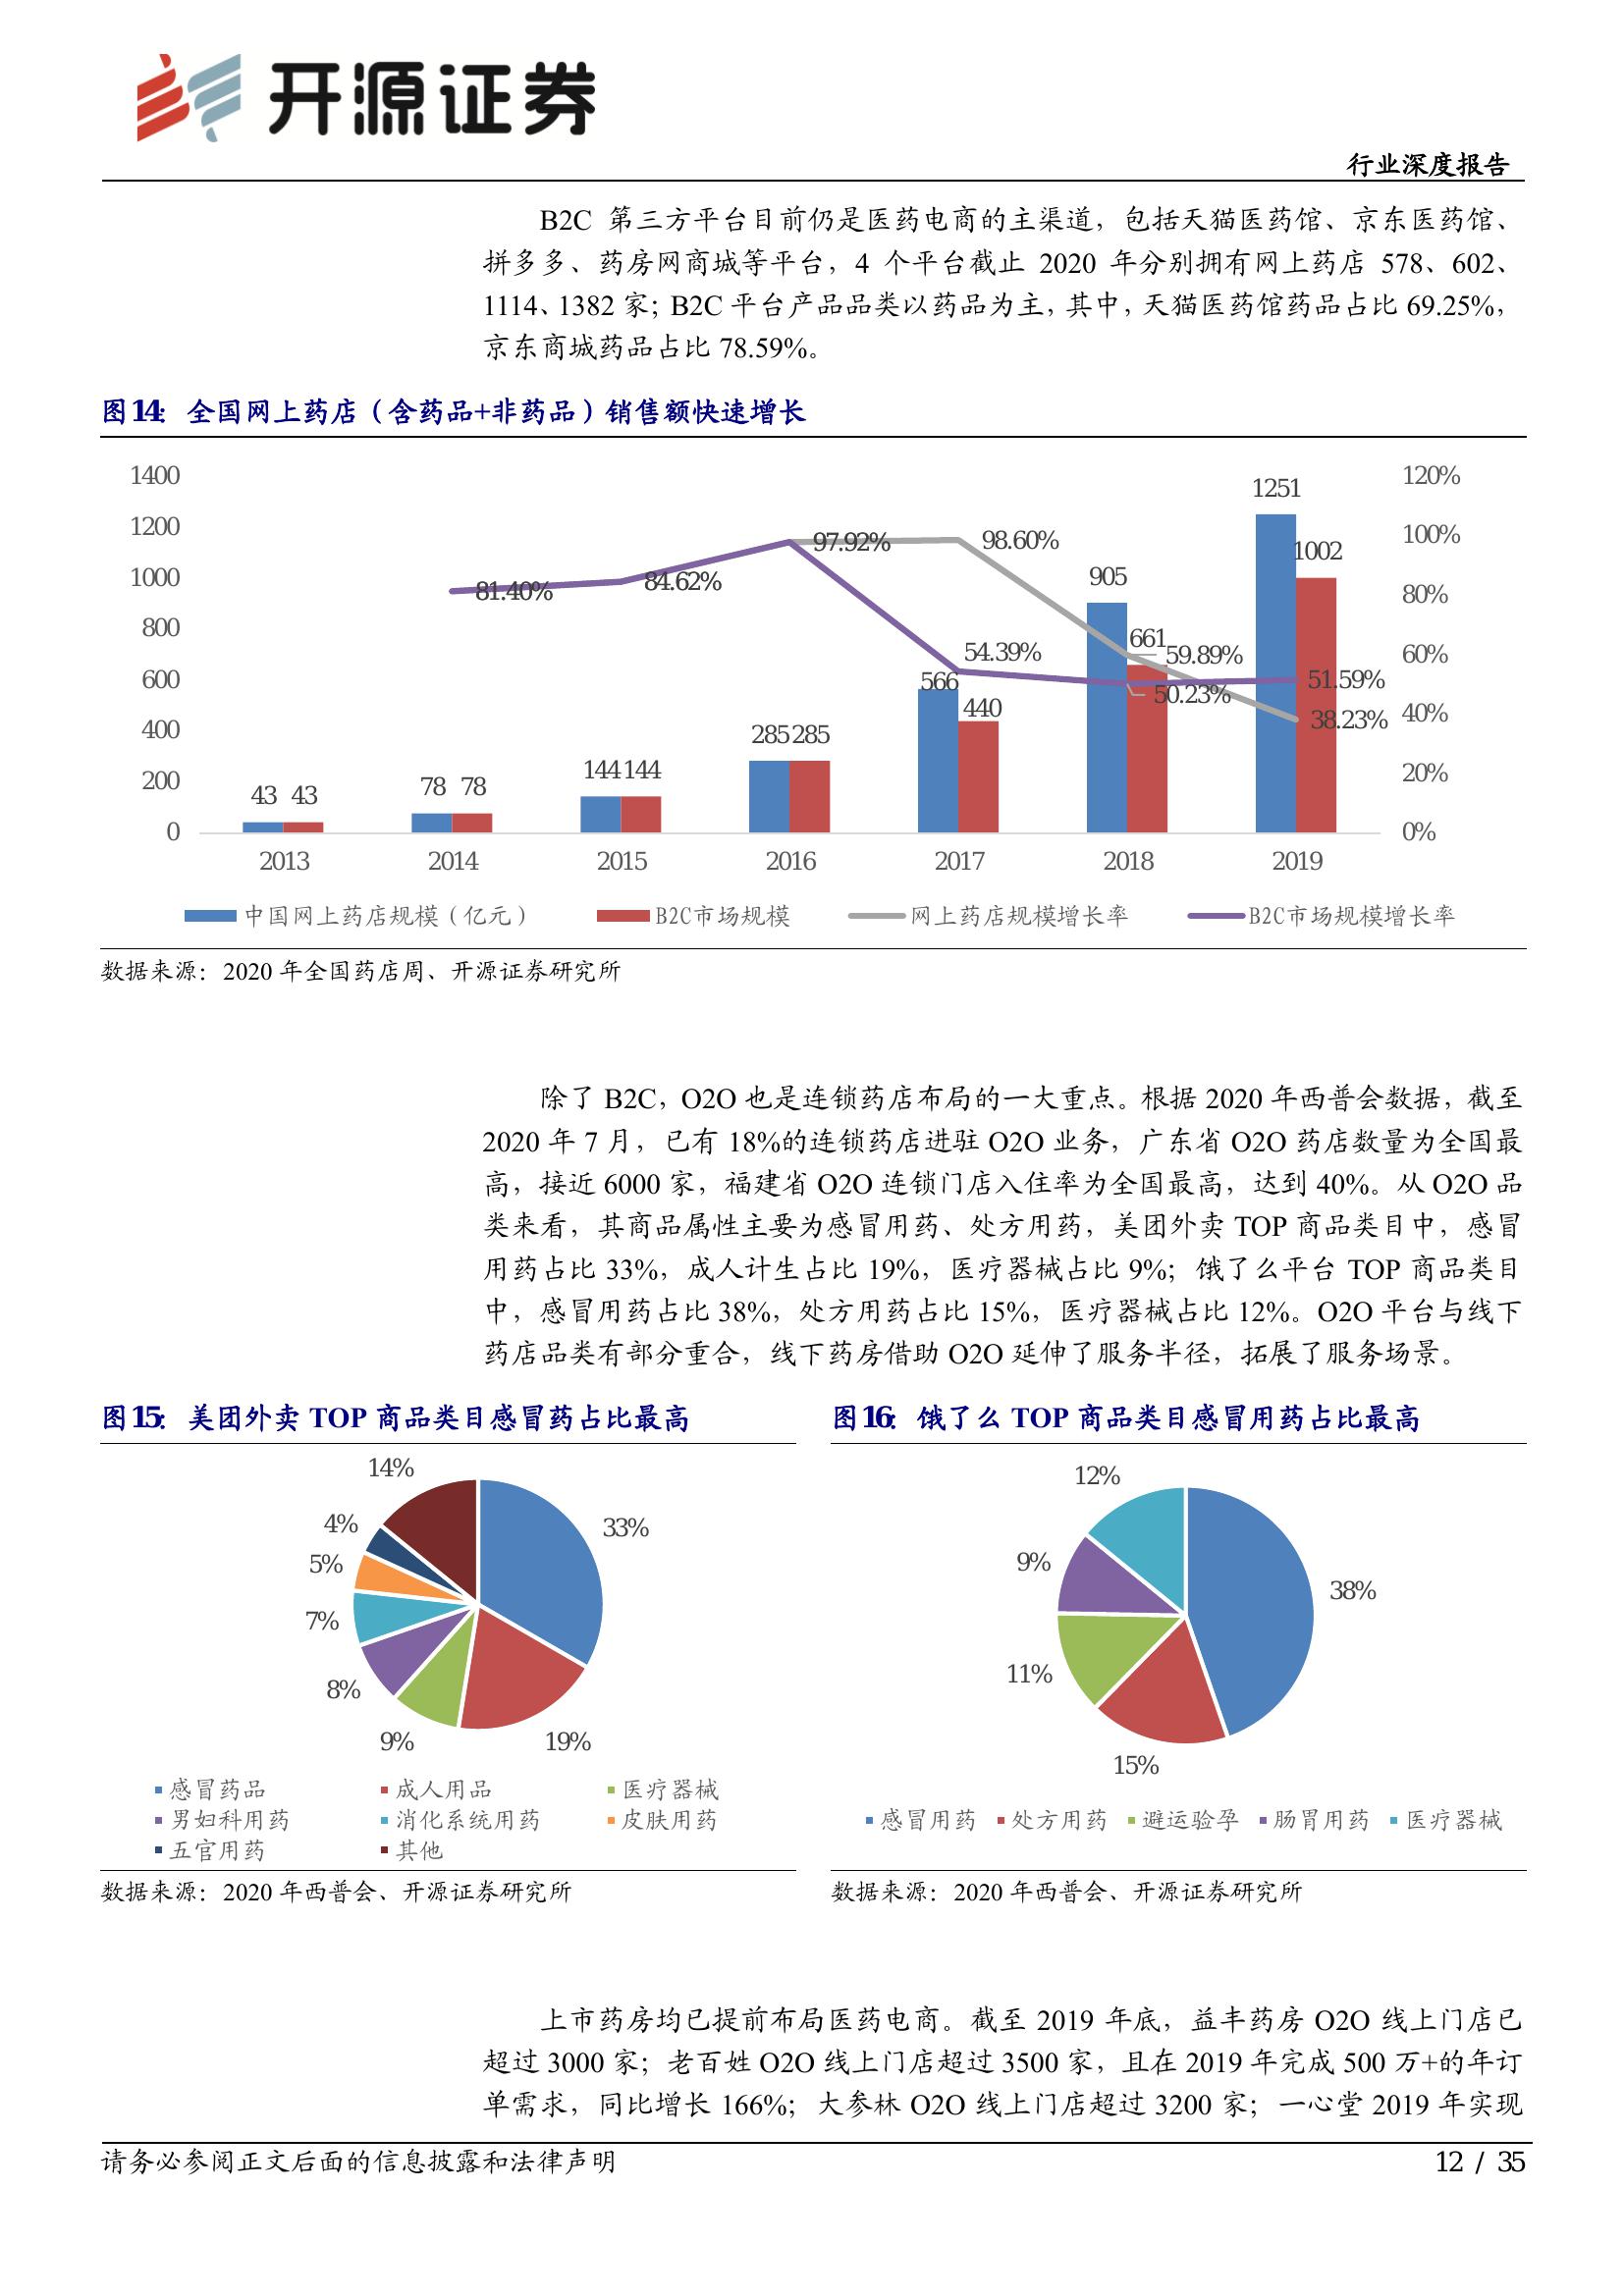 开源证券
行业深度报告
B2C 第三方平台目前仍是医药电商的主渠道，包括天猫医药馆、京东医药馆、
拼多多、药房网商城等平台，4 个平台截止 2020 年分别拥有网上药店 578、602、
1114、1382 家；B2C 平台产品品类以药品为主，其中，天猫医药馆药品占比 69.25%，
京东商城药品占比 78.59%。
图14：全国网上药店（含药品+非药品）销售额快速增长
1400
1200
1000
800
600
400
200
0
120%
100%
80%
60%
40%
20%
0%
43 43
78 78
144 144
285 285
566
440
905
661
1251
1002
81.40%
84.62%
97.92%
98.60%
54.39%
59.89%
50.23%
51.59%
38.23%
2013 2014 2015 2016 2017 2018 2019
中国网上药店规模（亿元） B2C市场规模 网上药店规模增长率 B2C市场规模增长率
数据来源：2020 年全国药店周、开源证券研究所
除了 B2C，O2O 也是连锁药店布局的一大重点。根据 2020 年西普会数据，截至
2020 年 7 月，已有 18%的连锁药店进驻 O2O 业务，广东省 O2O 药店数量为全国最
高，接近 6000 家，福建省 O2O 连锁门店入住率为全国最高，达到 40%。从 O2O 品
类来看，其商品属性主要为感冒用药、处方用药，美团外卖 TOP 商品类目中，感冒
用药占比 33%，成人计生占比 19%，医疗器械占比 9%；饿了么平台 TOP 商品类目
中，感冒用药占比 38%，处方用药占比 15%，医疗器械占比 12%。O2O 平台与线下
药店品类有部分重合，线下药房借助 O2O 延伸了服务半径，拓展了服务场景。
图15：美团外卖 TOP 商品类目感冒药占比最高
14%
4%
5%
7%
8%
9%
19%
33%
感冒药品 成人用品 医疗器械
男妇科用药 消化系统用药 皮肤用药
五官用药 其他
数据来源：2020 年西普会、开源证券研究所
图16：饿了么 TOP 商品类目感冒用药占比最高
12%
9%
11%
15%
38%
感冒用药 处方用药 避运验孕 肠胃用药 医疗器械
数据来源：2020 年西普会、开源证券研究所
上市药房均已提前布局医药电商。截至 2019 年底，益丰药房 O2O 线上门店已
超过 3000 家；老百姓 O2O 线上门店超过 3500 家，且在 2019 年完成 500 万+的年订
单需求，同比增长 166%；大参林 O2O 线上门店超过 3200 家；一心堂 2019 年实现
请务必参阅正文后面的信息披露和法律声明
12 / 35